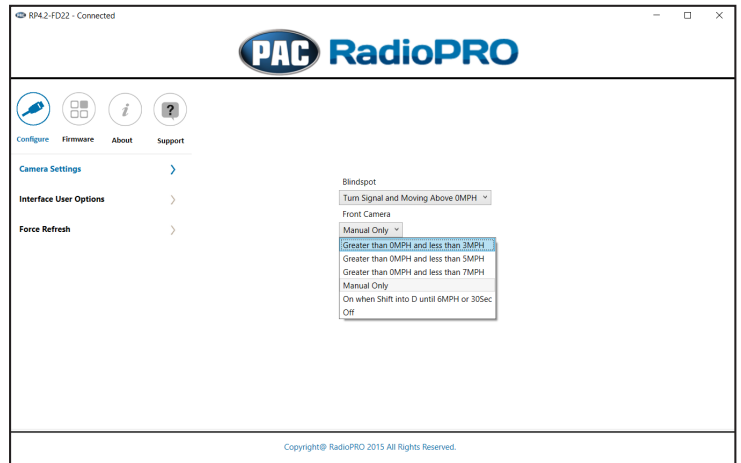 PAC RP4.2-FD22 - Connected
PAC RadioPRO
Configure Firmware About Support
Camera Settings
Interface User Options
Force Refresh
Blindspot
Turn Signal and Moving Above 0MPH
Front Camera
Manual Only
Greater than 0MPH and less than 3MPH
Greater than 0MPH and less than 5MPH
Greater than 0MPH and less than 7MPH
Manual Only
On when Shift into D until 6MPH or 30Sec
Off
Copyright@ RadioPRO 2015 All Rights Reserved.